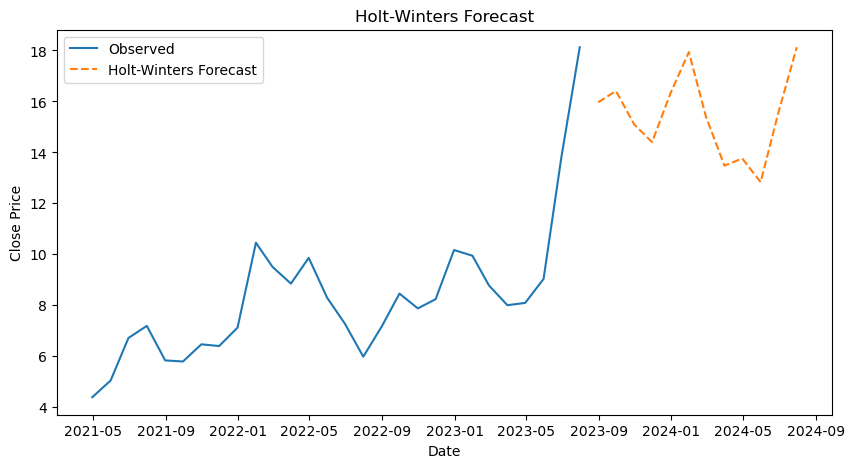 Holt-Winters Forecast
Observed
Holt-Winters Forecast
18
16
14
12
10
8
6
4
Close Price
2021-05 2021-09 2022-01 2022-05 2022-09 2023-01 2023-05 2023-09 2024-01 2024-05 2024-09
Date